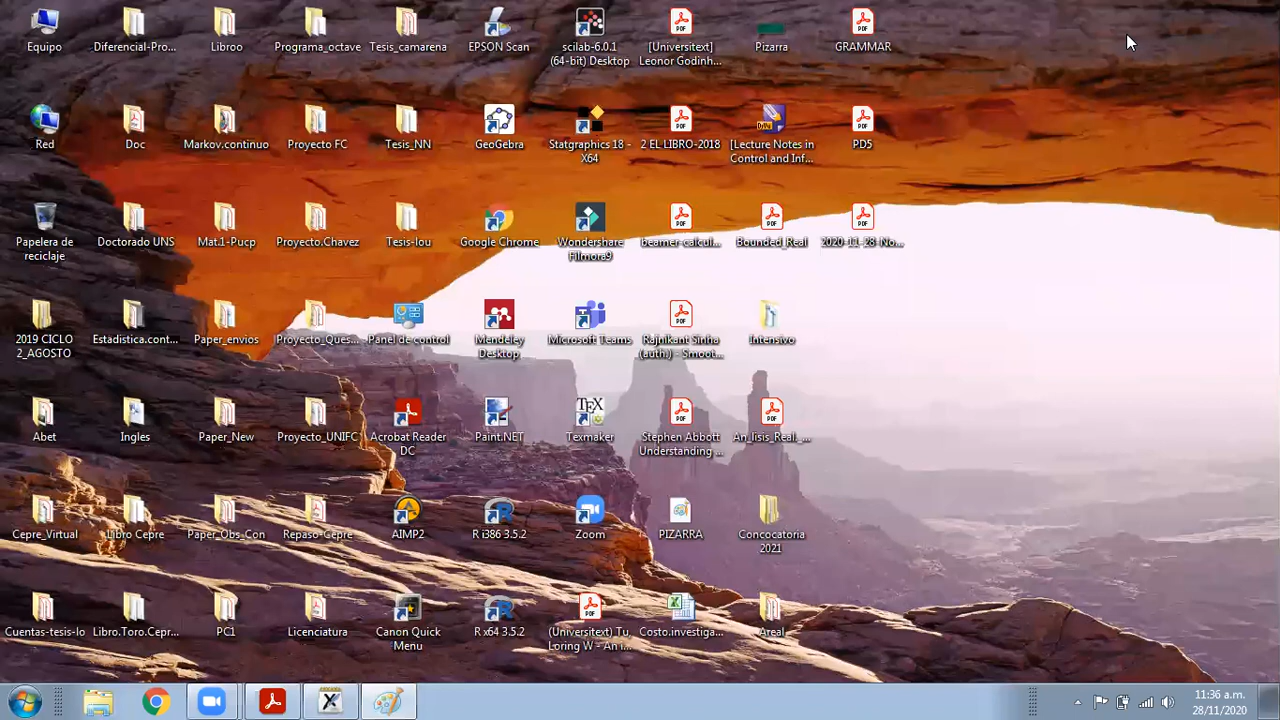 Equipo
Diferencial-Pro...
Libroo
Programa_octave
Tesis_camarena
EPSON Scan
scilab-6.0.1
(64-bit) Desktop
[Universitext]
Leonor Godinh...
Pizarra
GRAMMAR
Red
Doc
Markov.continuo
Proyecto FC
Tesis_NN
GeoGebra
Statgraphics 18 -
X64
2 EL LIBRO-2018
[Lecture Notes in
Control and Inf...
PD5
Papelera de
reciclaje
Doctorado UNS
Mat.1-Pucp
Proyecto.Chavez
Tesis-lou
Google Chrome
Wondershare
Filmora9
beamer-calcul...
Bounded_Real
2020-11-28-No...
2019 CICLO
2_AGOSTO
Estadistica.cont...
Paper_envios
Proyecto_Ques...
Panel de control
Mendeley
Desktop
Microsoft Teams
Rajnikant Sinha
(auth.) - Smoot...
Intensivo
Abet
Ingles
Paper_New
Proyecto_UNIFC
Acrobat Reader
DC
Paint.NET
Texmaker
Stephen Abbott
Understanding ...
An_lisis_Real._...
Cepre_Virtual
Libro Cepre
Paper_Obs_Con
Repaso-Cepre
AIMP2
R i386 3.5.2
Zoom
PIZARRA
Concocatoria
2021
Cuentas-tesis-lo
Libro.Toro.Cepr...
PC1
Licenciatura
Canon Quick
Menu
R x64 3.5.2
(Universitext) Tu,
Loring W - An i...
Costo.investiga...
Areal
11:36 a.m.
28/11/2020